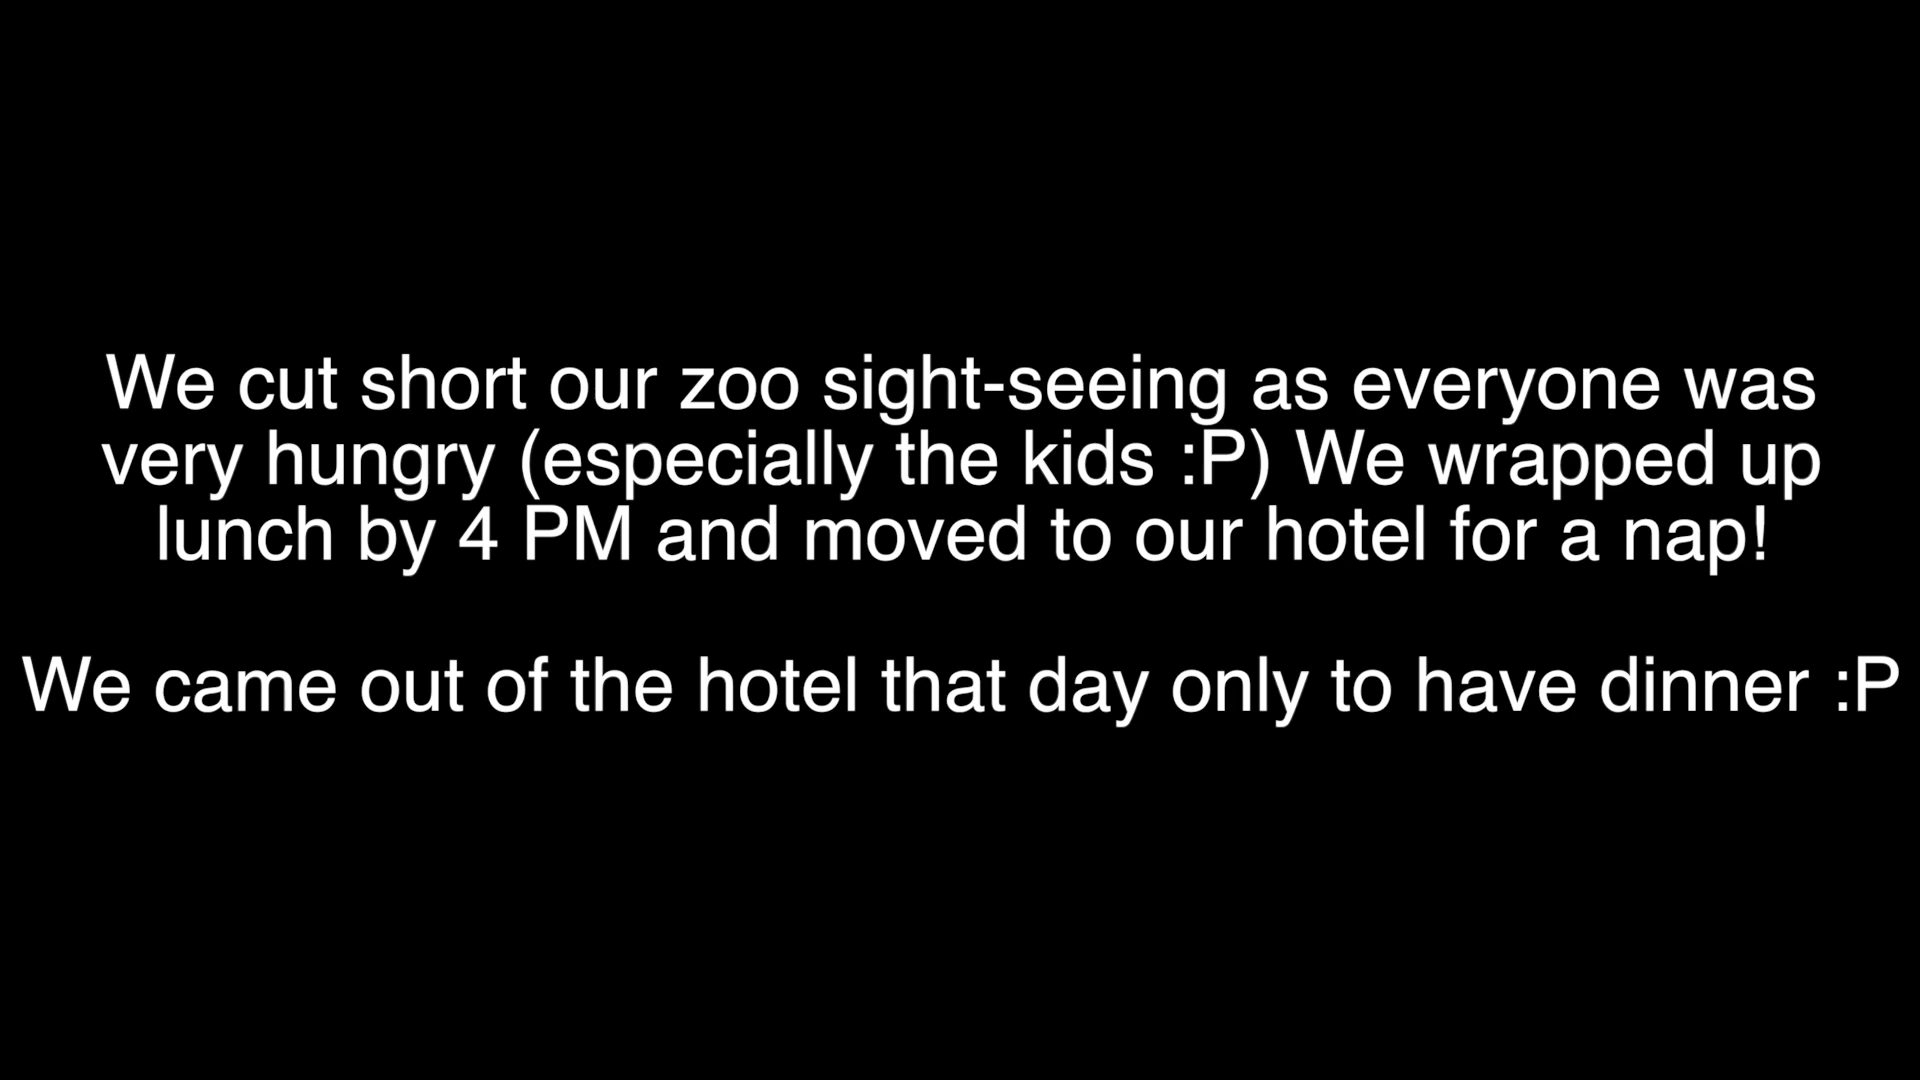 We cut short our zoo sight-seeing as everyone was
very hungry (especially the kids :P) We wrapped up
lunch by 4 PM and moved to our hotel for a nap!
We came out of the hotel that day only to have dinner :P